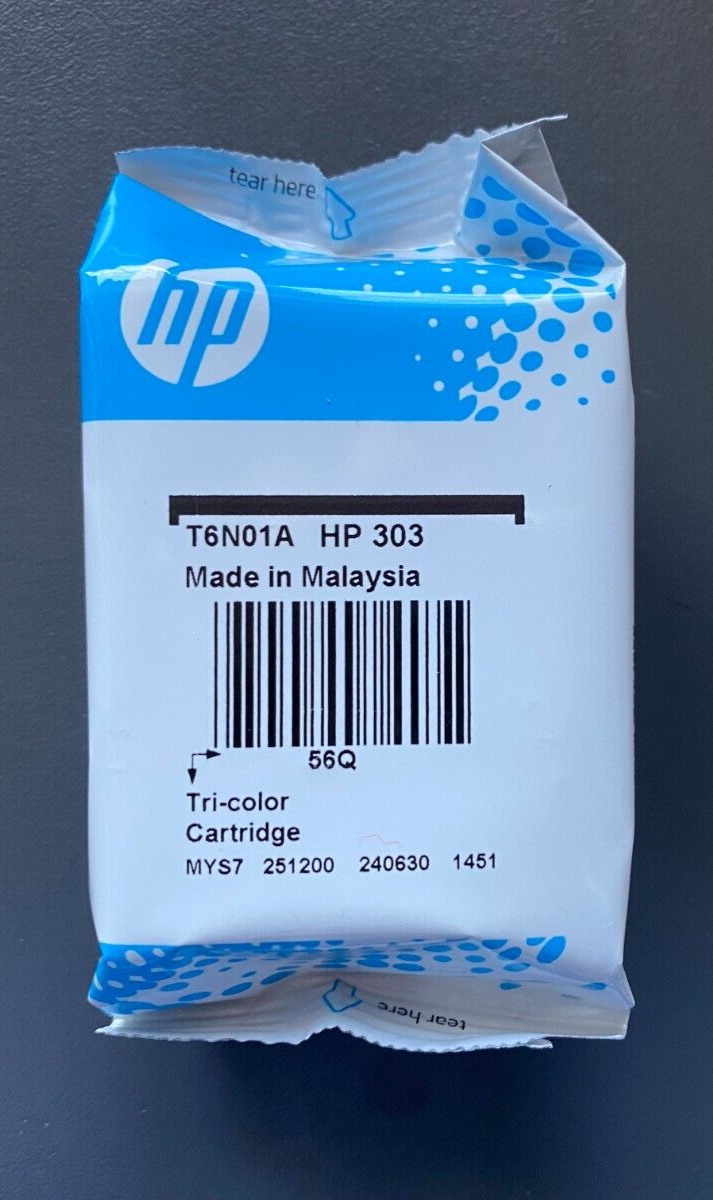 tear here
hp
T6N01A HP 303
Made in Malaysia
56Q
Tri-color
Cartridge
MYS7 251200 240630 1451
tear here